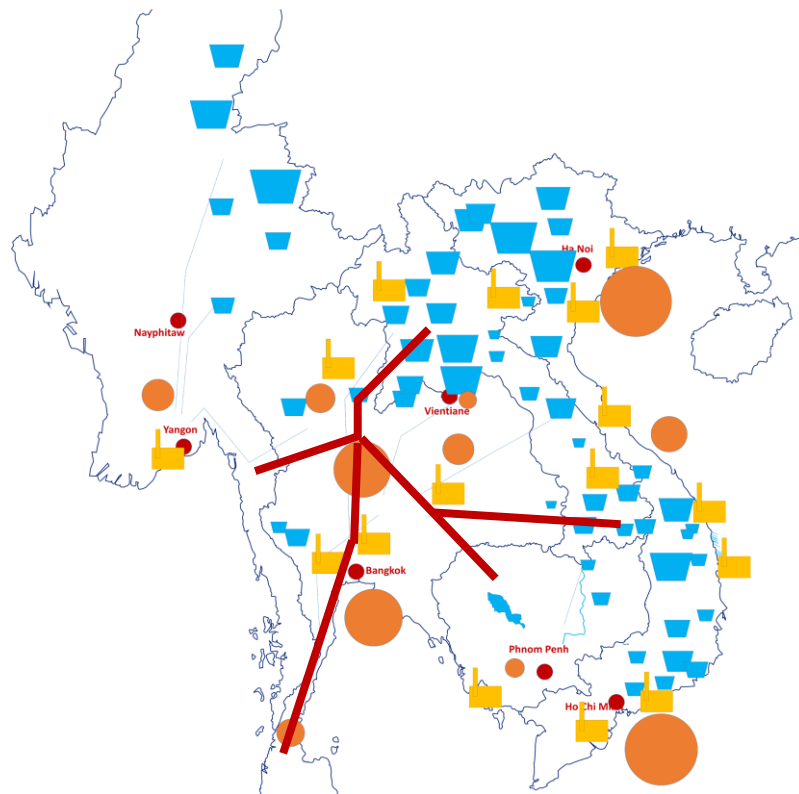 Ha Noi
Nayphitaw
Vientiane
Yangon
Bangkok
Phnom Penh
Ho Chi Minh